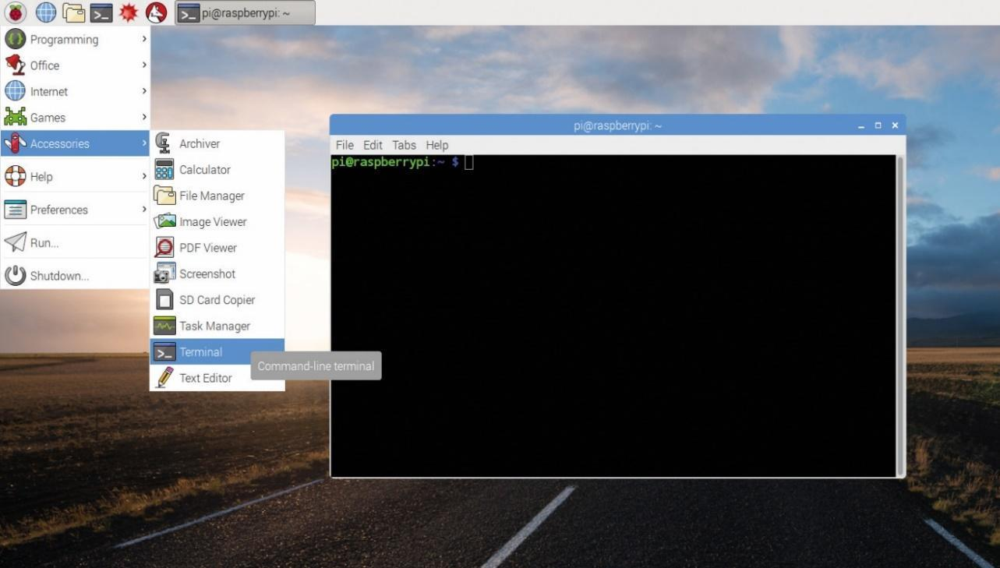 pi@raspberrypi: ~
Programming
Office
Internet
Games
Accessories
Help
Preferences
Run...
Shutdown...
Archiver
Calculator
File Manager
Image Viewer
PDF Viewer
Screenshot
SD Card Copier
Task Manager
Terminal
Text Editor
Command-line terminal
pi@raspberrypi: ~
File Edit Tabs Help
pi@raspberrypi:~ $